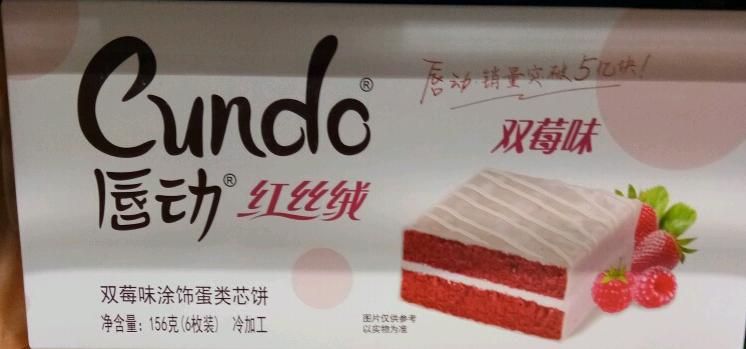 Cundo®
唇动·销量突破5亿块!
双莓味
唇动® 红丝绒
双莓味涂饰蛋类芯饼
净含量: 156克(6枚装) 冷加工
图片仅供参考
以实物为准